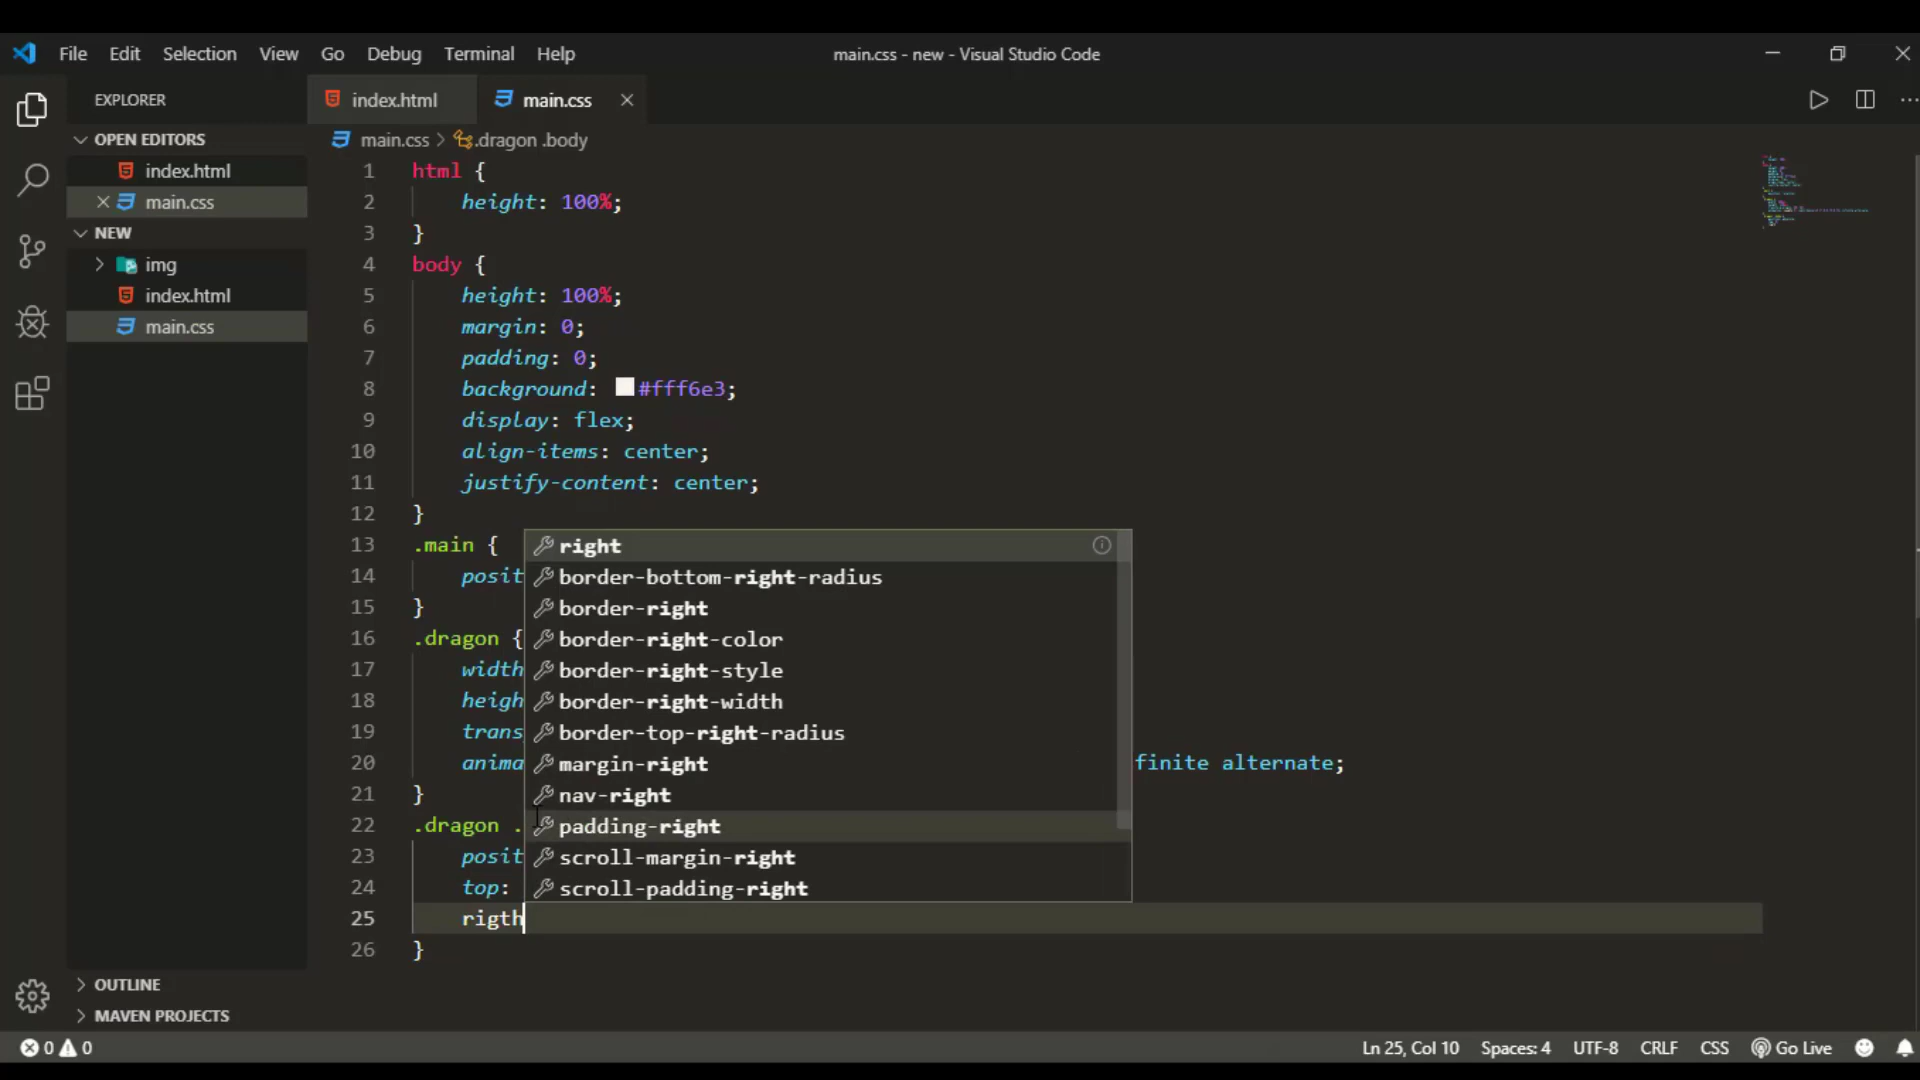 File Edit Selection View Go Debug Terminal Help
main.css - new - Visual Studio Code
EXPLORER
OPEN EDITORS
index.html
main.css
NEW
img
index.html
main.css
OUTLINE
MAVEN PROJECTS
index.html main.css
main.css > .dragon .body
1 html {
2 height: 100%;
3 }
4 body {
5 height: 100%;
6 margin: 0;
7 padding: 0;
8 background: #fff6e3;
9 display: flex;
10 align-items: center;
11 justify-content: center;
12 }
13 .main {
14 posit
15 }
16 .dragon {
17 width
18 heigh
19 trans
20 anima finite alternate;
21 }
22 .dragon .
23 posit
24 top:
25 rigth
26 }
right
border-bottom-right-radius
border-right
border-right-color
border-right-style
border-right-width
border-top-right-radius
margin-right
nav-right
padding-right
scroll-margin-right
scroll-padding-right
0 0 Ln 25, Col 10 Spaces: 4 UTF-8 CRLF CSS Go Live